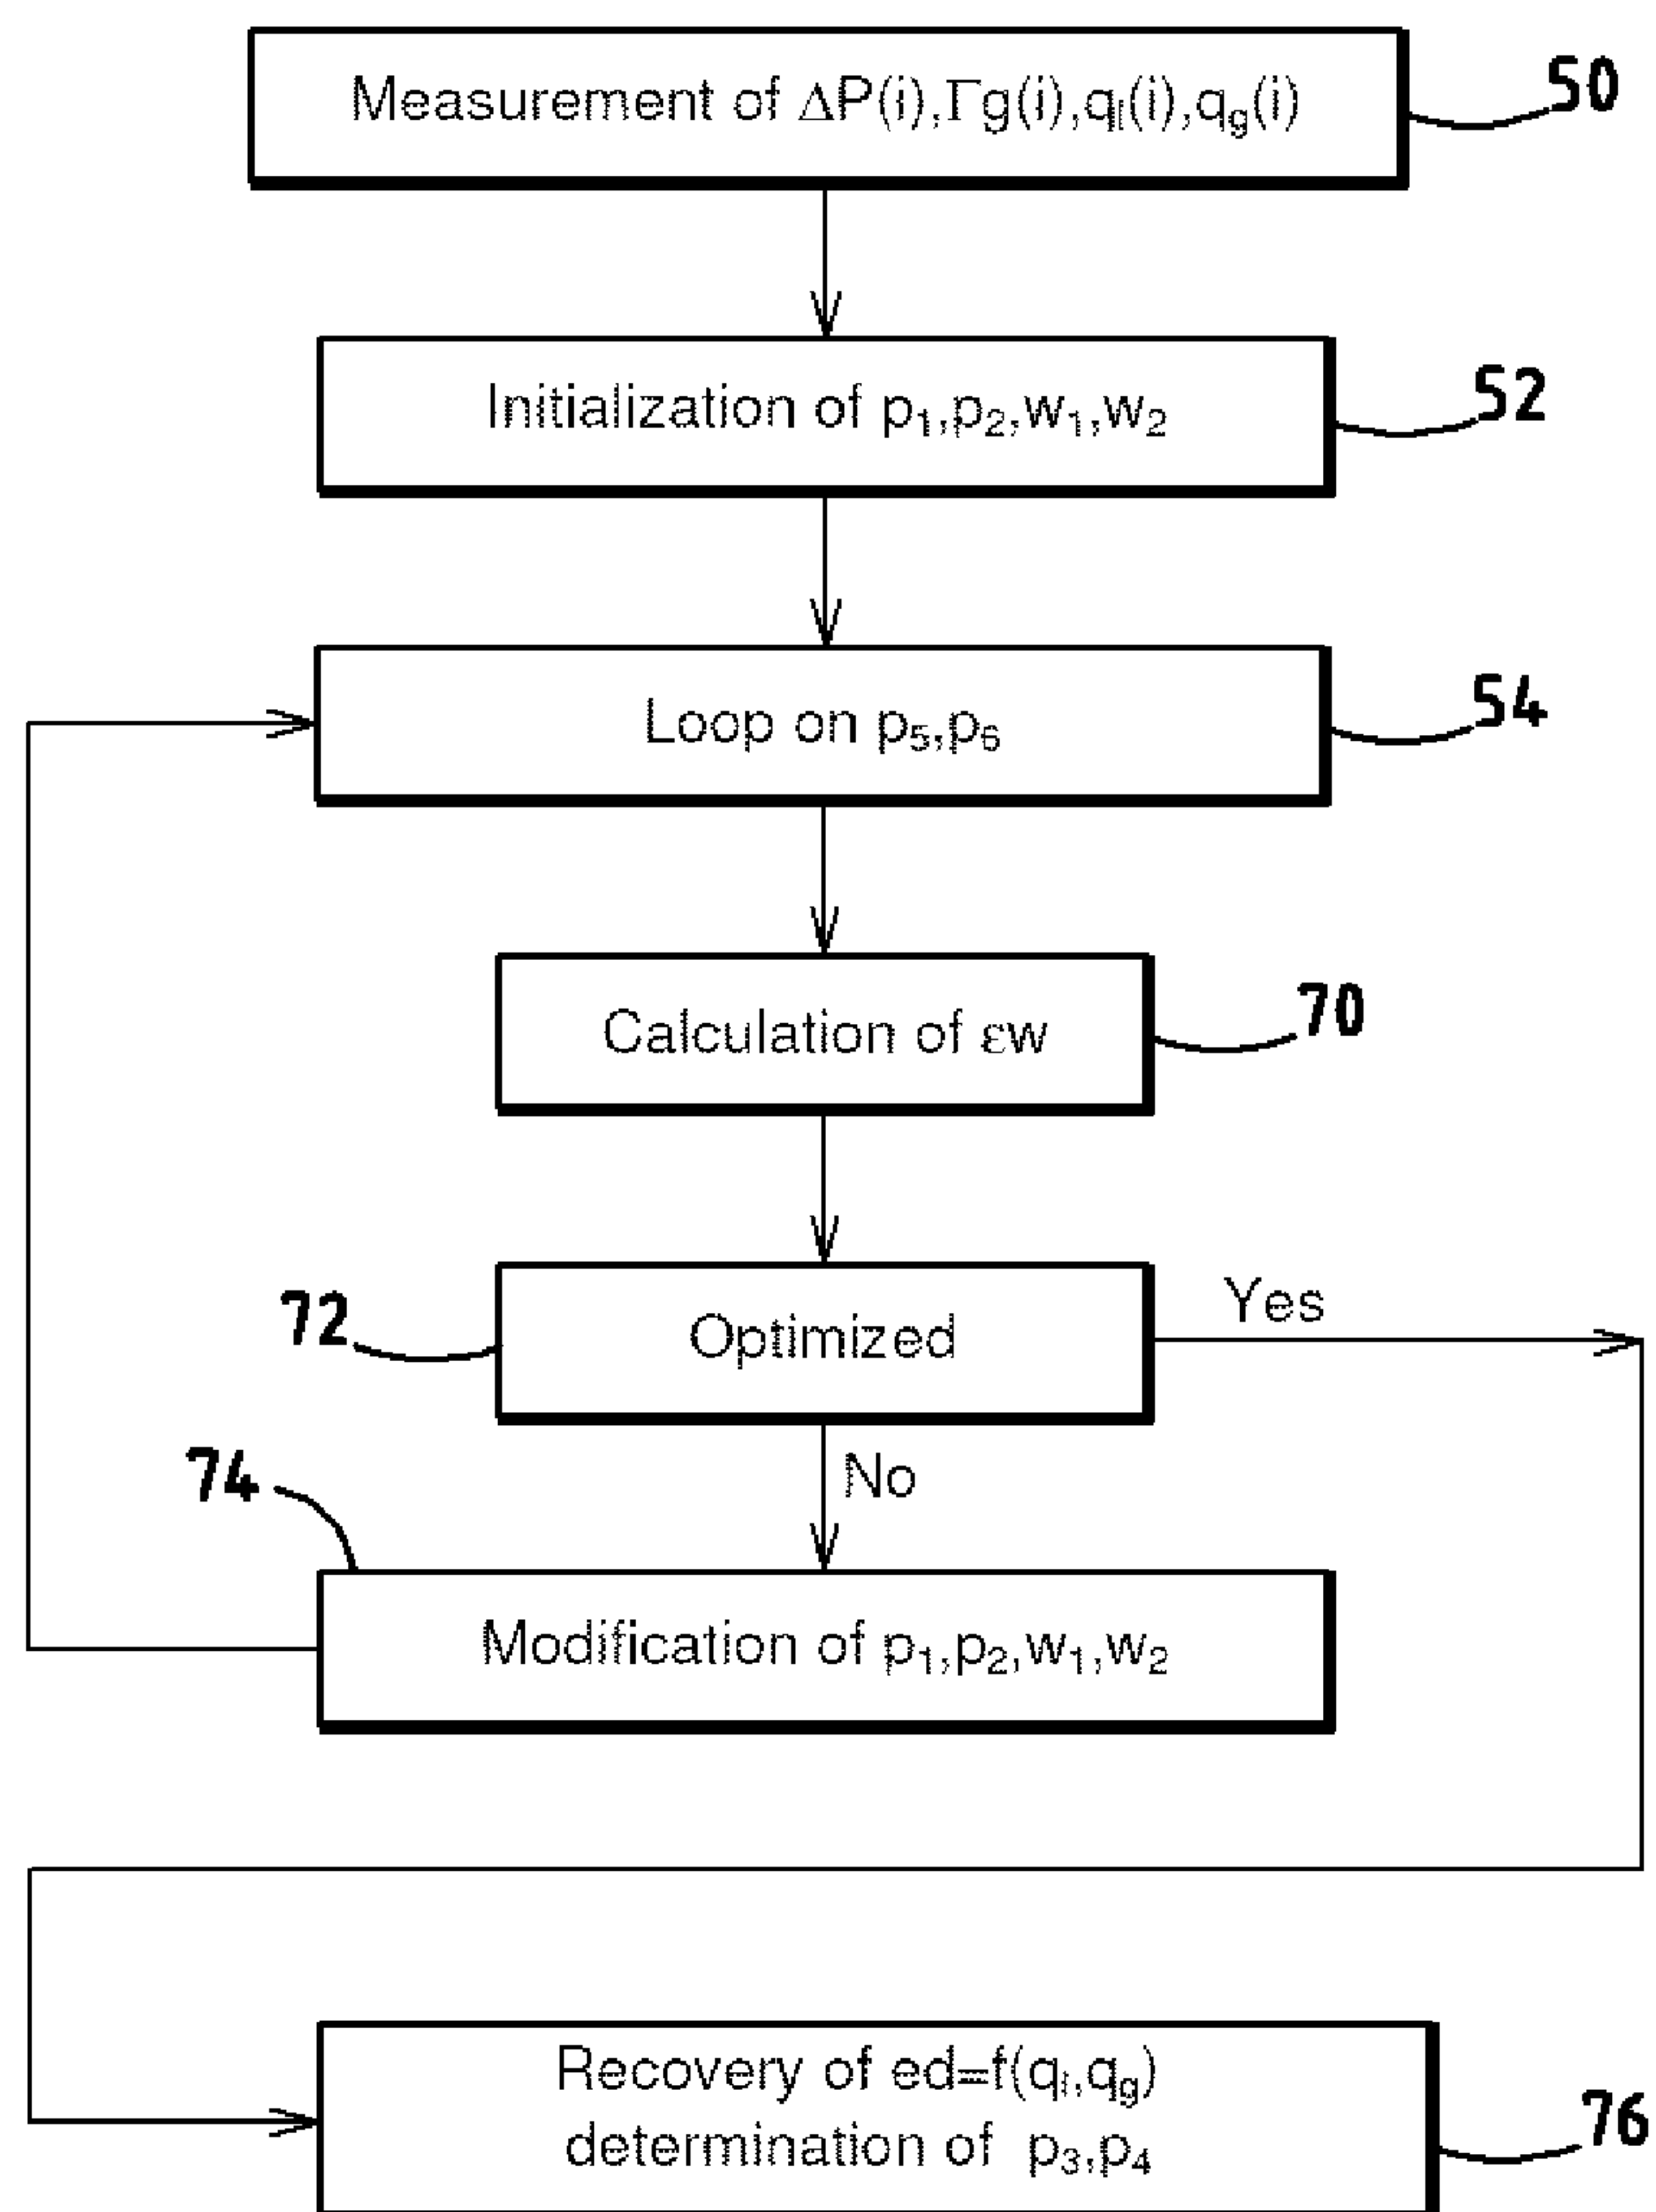 Measurement of ΔP(i),Γg(i),qₗ(i),q_g(i)
50
Initialization of p₁,p₂,w₁,w₂
52
Loop on p₅,p₆
54
Calculation of εw
70
72
Optimized
Yes
No
74
Modification of p₁,p₂,w₁,w₂
Recovery of ed=f(qₗ,q_g)
determination of p₃,p₄
76